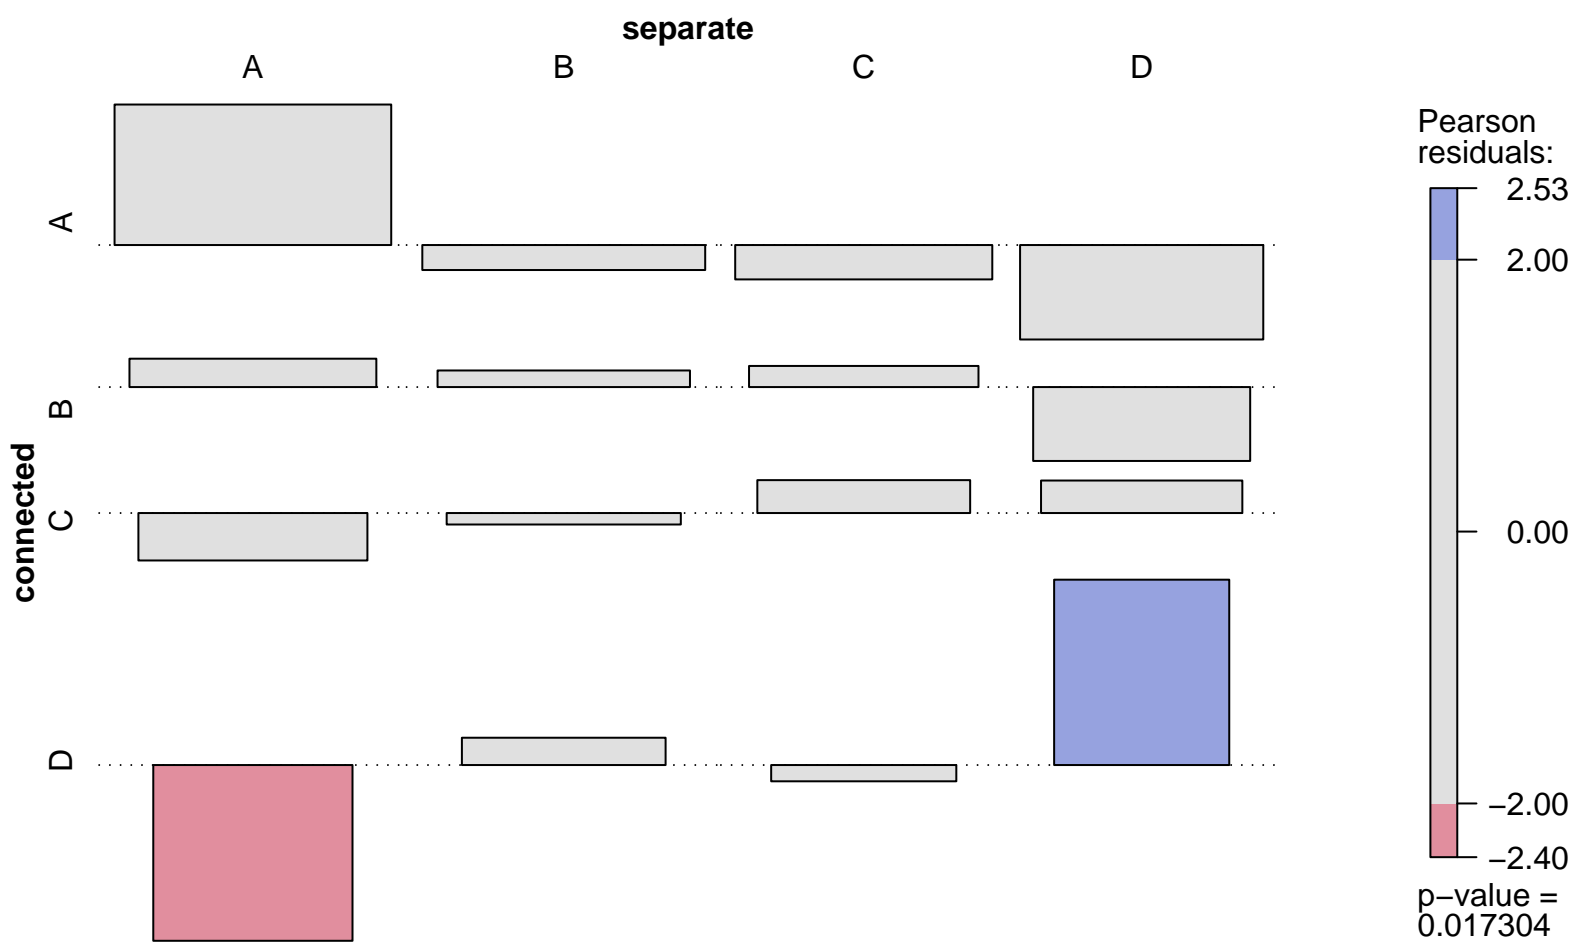 separate
A B C D
A
B
C
D
connected
Pearson
residuals:
2.53
2.00
0.00
−2.00
−2.40
p−value =
0.017304